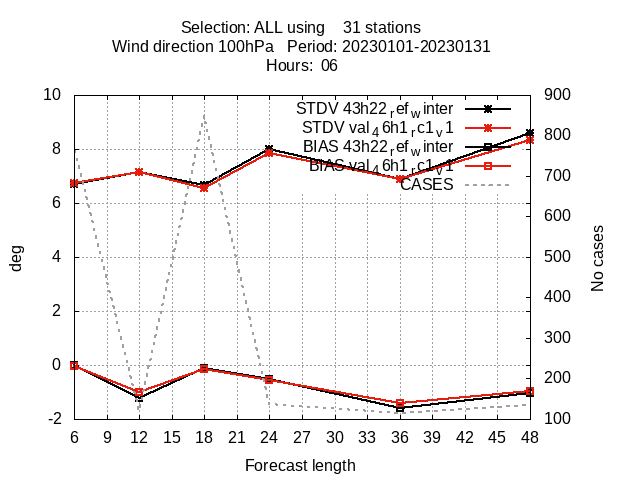 Selection: ALL using    31 stations
Wind direction 100hPa   Period: 20230101-20230131
Hours:  06
STDV 43h22_ref_winter
STDV val_46h1_rc1_v1
BIAS 43h22_ref_winter
BIAS val_46h1_rc1_v1
CASES
deg
No cases
10
8
6
4
2
0
-2
900
800
700
600
500
400
300
200
100
6 9 12 15 18 21 24 27 30 33 36 39 42 45 48
Forecast length